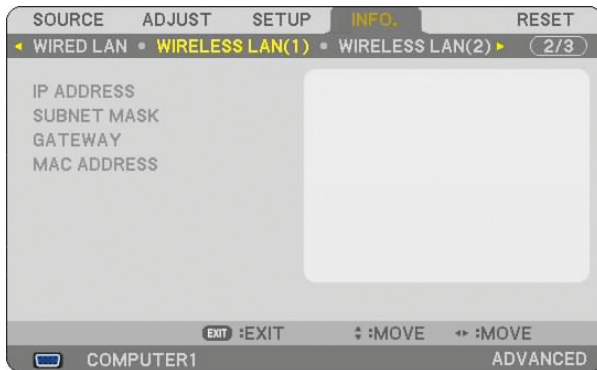 SOURCE ADJUST SETUP INFO. RESET
WIRED LAN • WIRELESS LAN(1) • WIRELESS LAN(2) 2/3
IP ADDRESS
SUBNET MASK
GATEWAY
MAC ADDRESS
EXIT :EXIT :MOVE :MOVE
COMPUTER1 ADVANCED